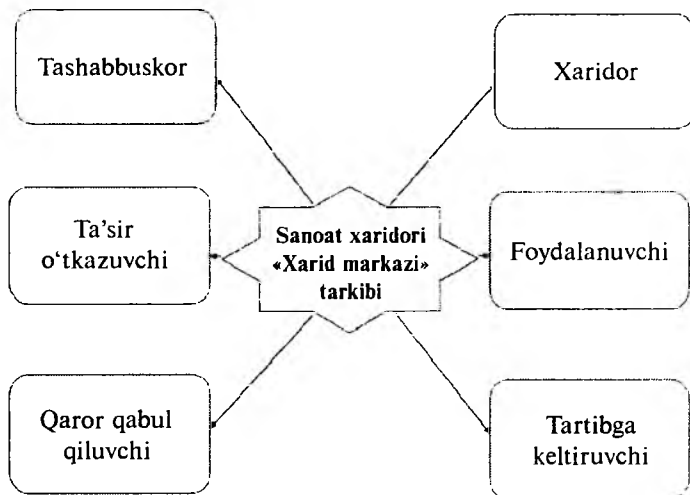 Tashabbuskor
Xaridor
Ta’sir
o‘tkazuvchi
Sanoat xaridori
«Xarid markazi»
tarkibi
Foydalanuvchi
Qaror qabul
qiluvchi
Tartibga
keltiruvchi